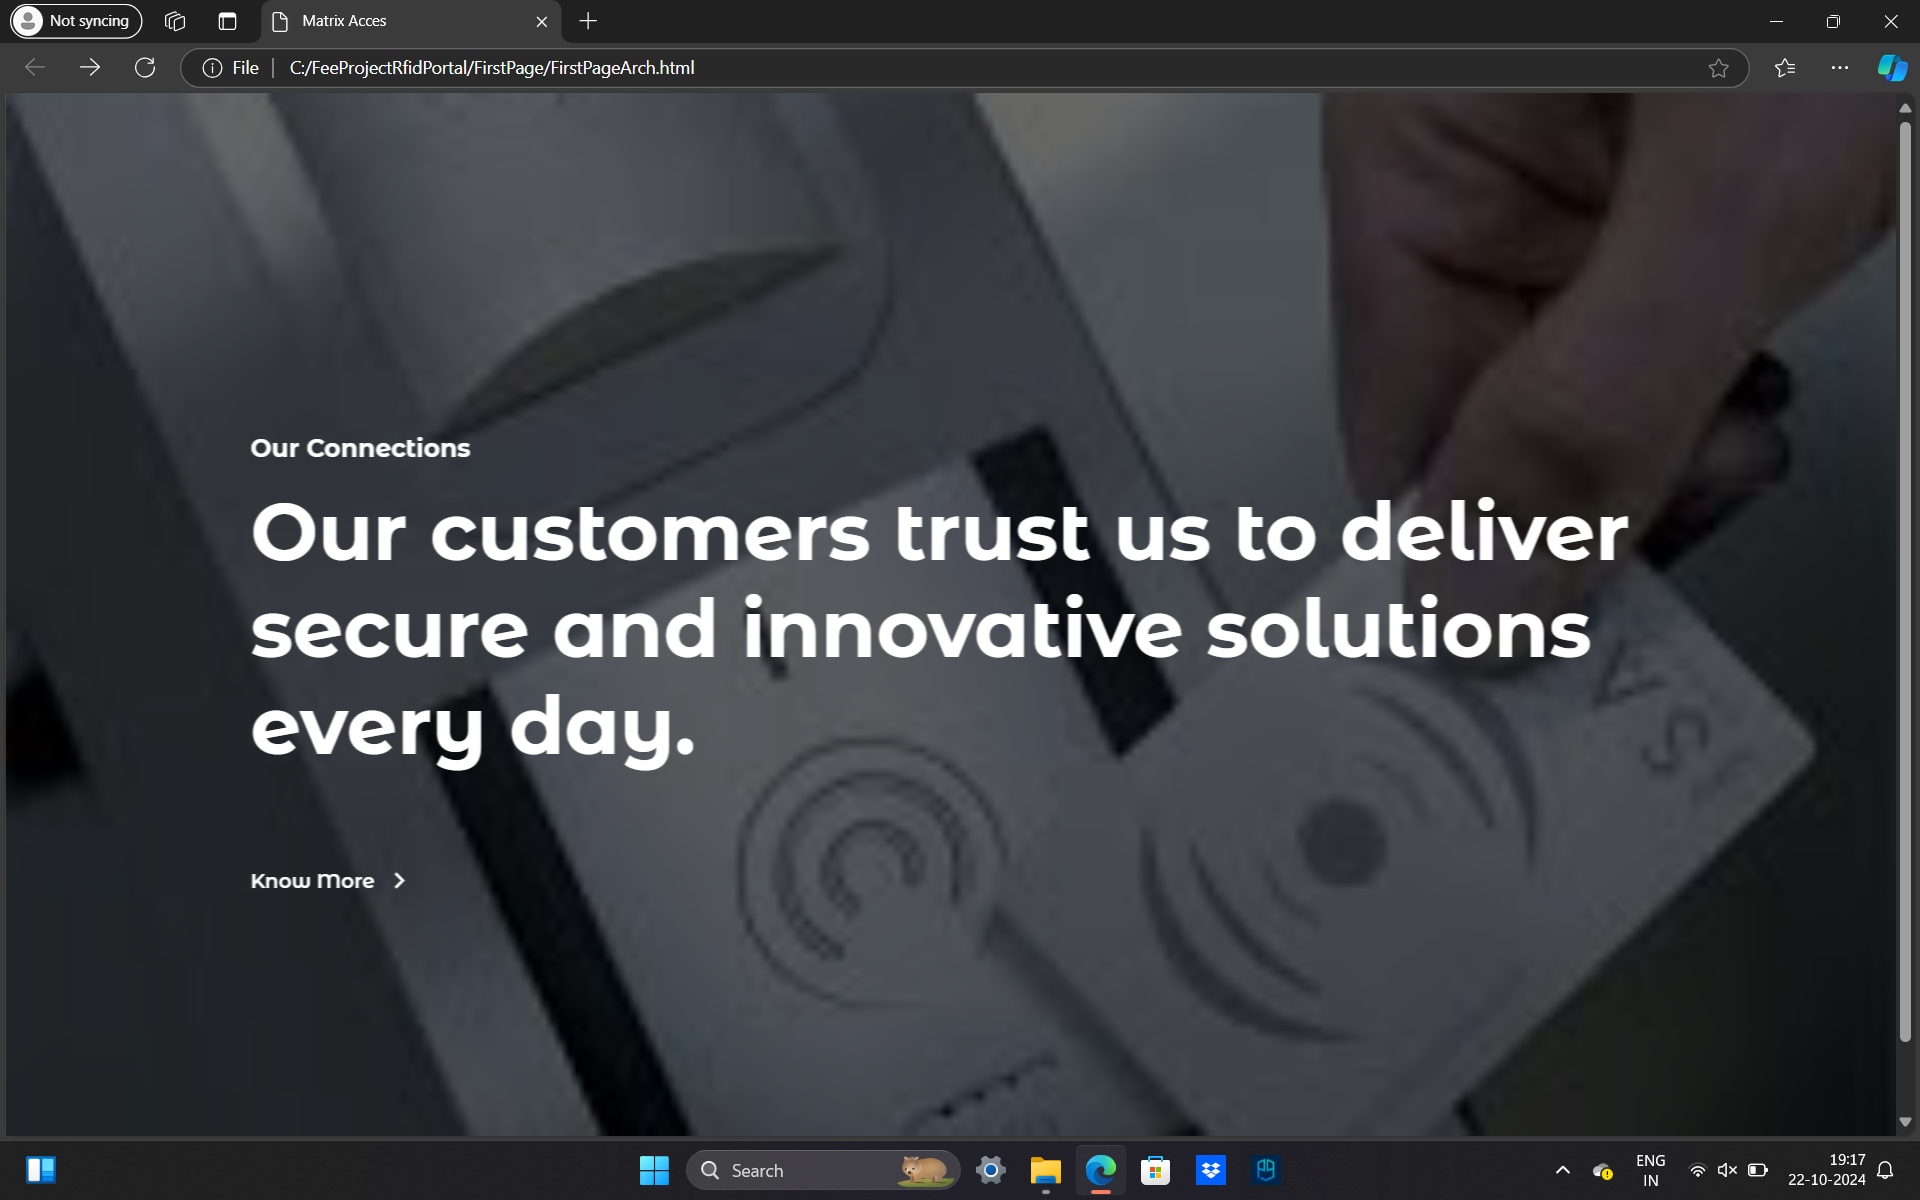 Not syncing
Matrix Acces
File
C:/FeeProjectRfidPortal/FirstPage/FirstPageArch.html
Our Connections
Our customers trust us to deliver
secure and innovative solutions
every day.
Know More
Search
ENG
IN
19:17
22-10-2024